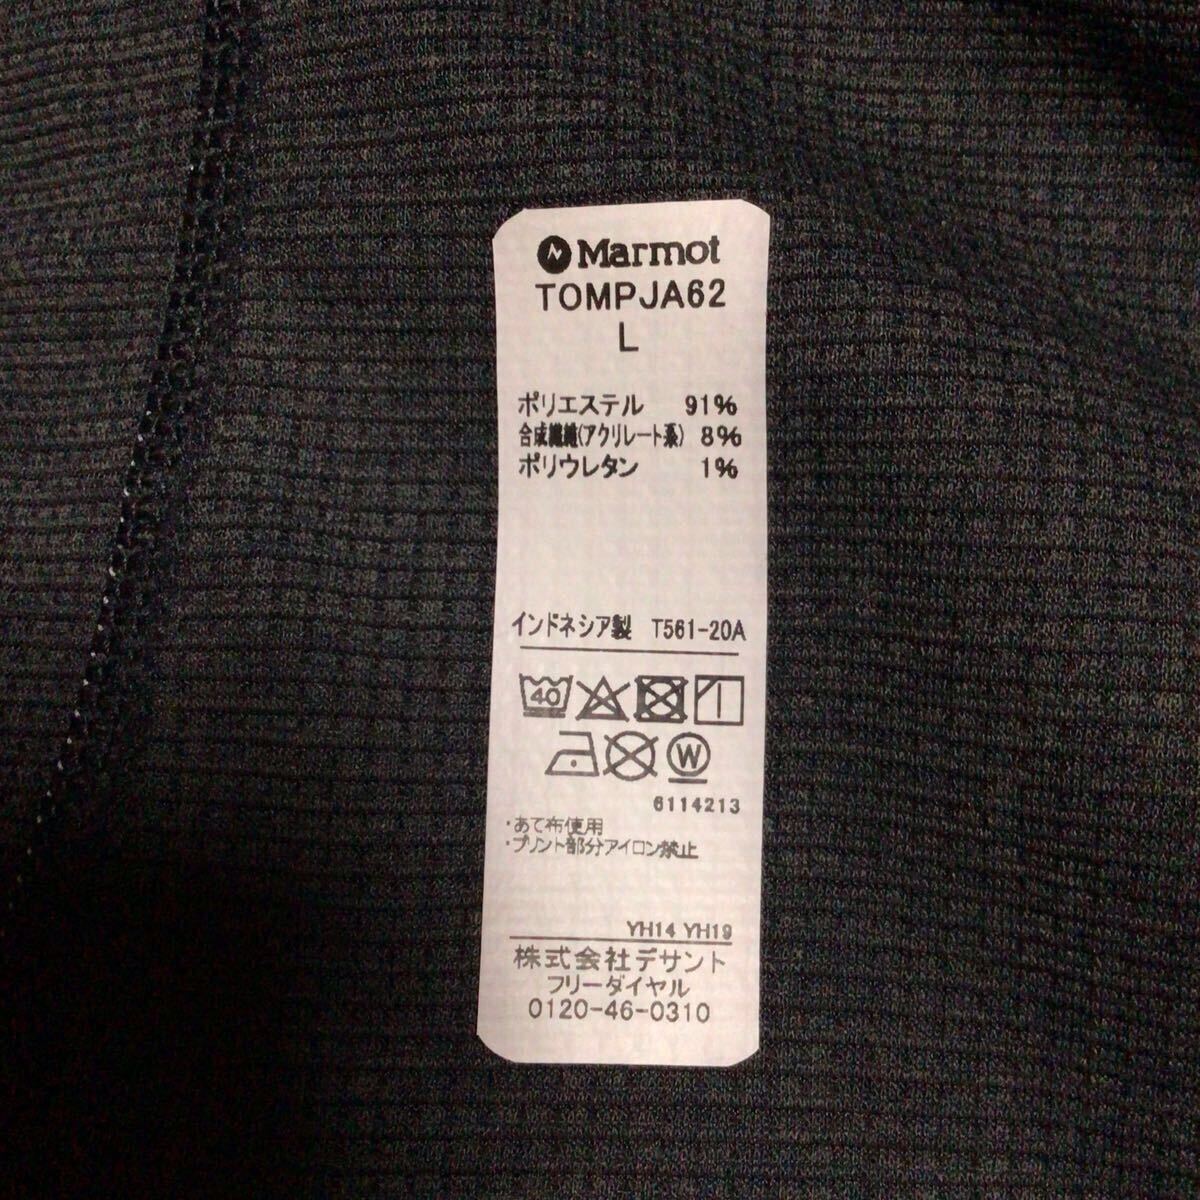 Marmot
TOMPJA62
L
ポリエステル 91%
合成繊維(アクリレート系) 8%
ポリウレタン 1%
インドネシア製 T561-20A
40
W
6114213
・あて布使用
・プリント部分アイロン禁止
YH14 YH19
株式会社デサント
フリーダイヤル
0120-46-0310